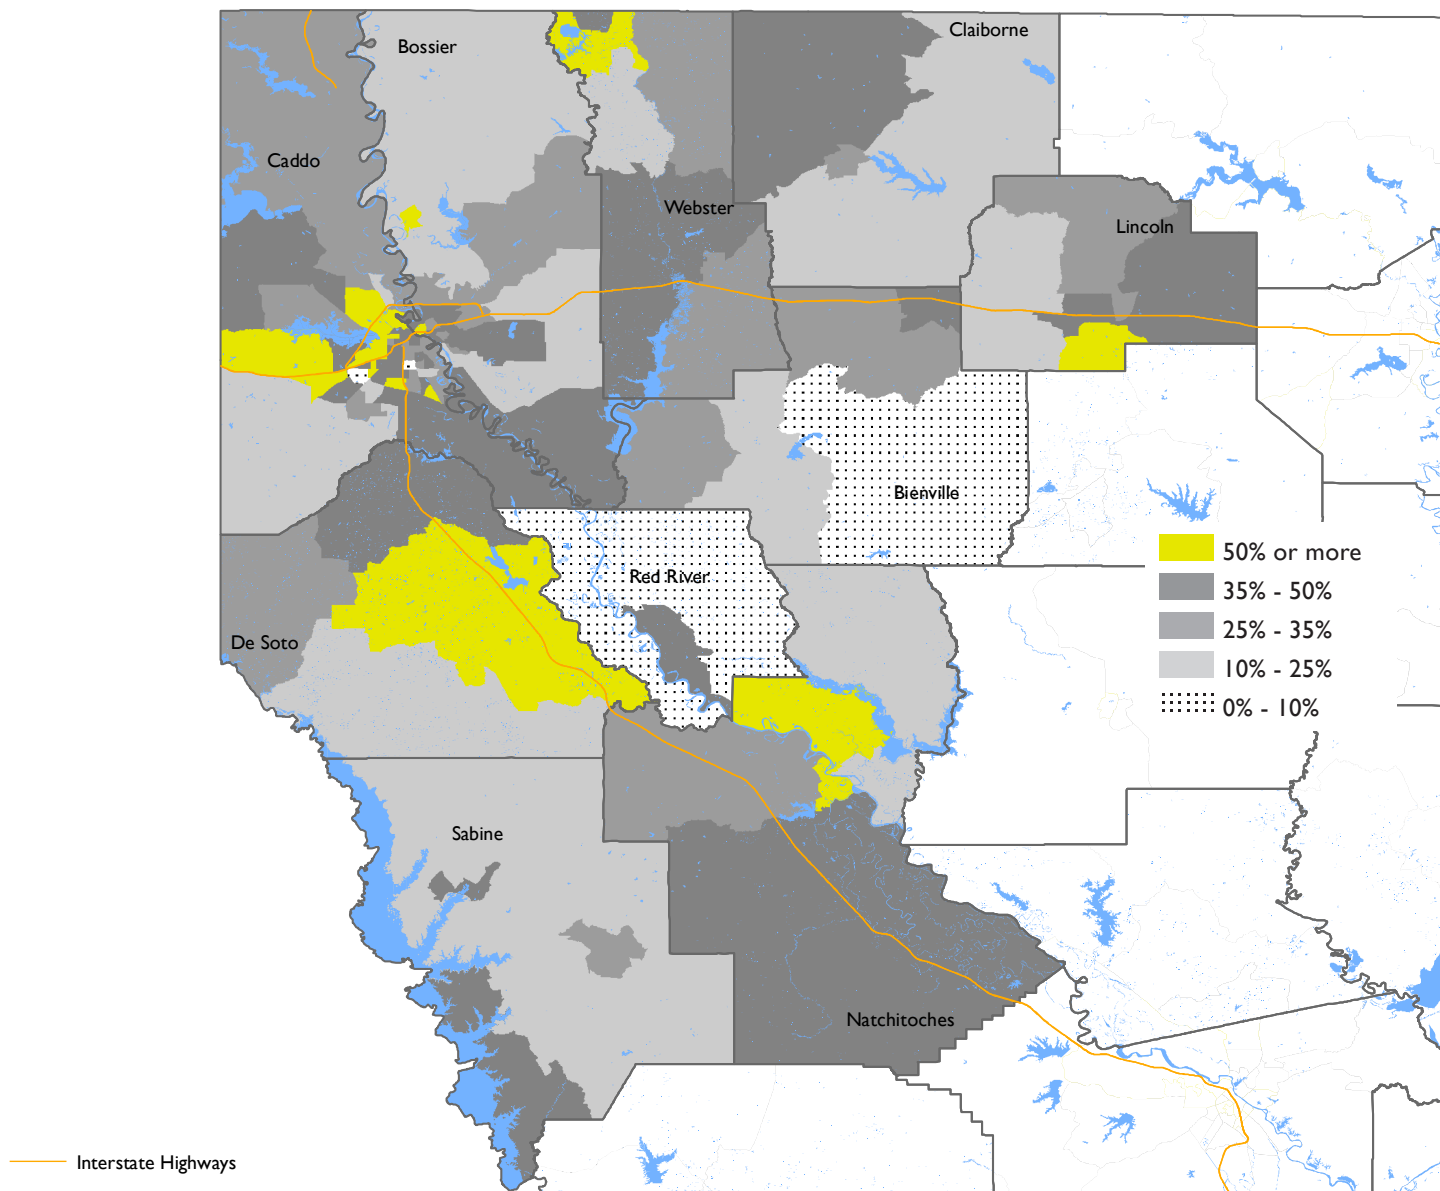 Claiborne
Bossier
Caddo
Webster
Lincoln
Bienville
50% or more
Red River
35% - 50%
25% - 35%
De Soto
10% - 25%
0% - 10%
Sabine
Natchitoches
Interstate Highways